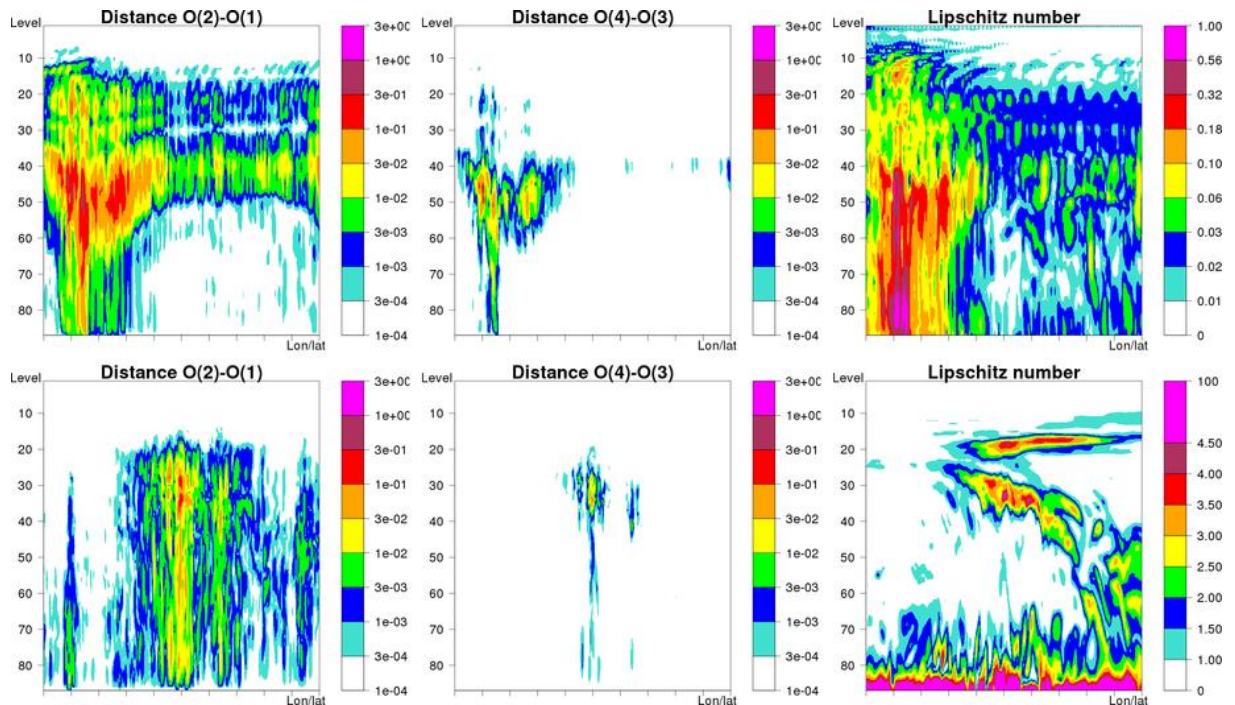 Distance O(2)-O(1)
Level
10
20
30
40
50
60
70
80
Lon/lat
3e+00
1e+00
3e-01
1e-01
3e-02
1e-02
3e-03
1e-03
3e-04
1e-04
Distance O(4)-O(3)
Level
10
20
30
40
50
60
70
80
Lon/lat
3e+00
1e+00
3e-01
1e-01
3e-02
1e-02
3e-03
1e-03
3e-04
1e-04
Lipschitz number
Level
10
20
30
40
50
60
70
80
Lon/lat
1.00
0.56
0.32
0.18
0.10
0.06
0.03
0.02
0.01
0
Distance O(2)-O(1)
Level
10
20
30
40
50
60
70
80
Lon/lat
3e+00
1e+00
3e-01
1e-01
3e-02
1e-02
3e-03
1e-03
3e-04
1e-04
Distance O(4)-O(3)
Level
10
20
30
40
50
60
70
80
Lon/lat
3e+00
1e+00
3e-01
1e-01
3e-02
1e-02
3e-03
1e-03
3e-04
1e-04
Lipschitz number
Level
10
20
30
40
50
60
70
80
Lon/lat
100
4.50
4.00
3.50
3.00
2.50
2.00
1.50
1.00
0